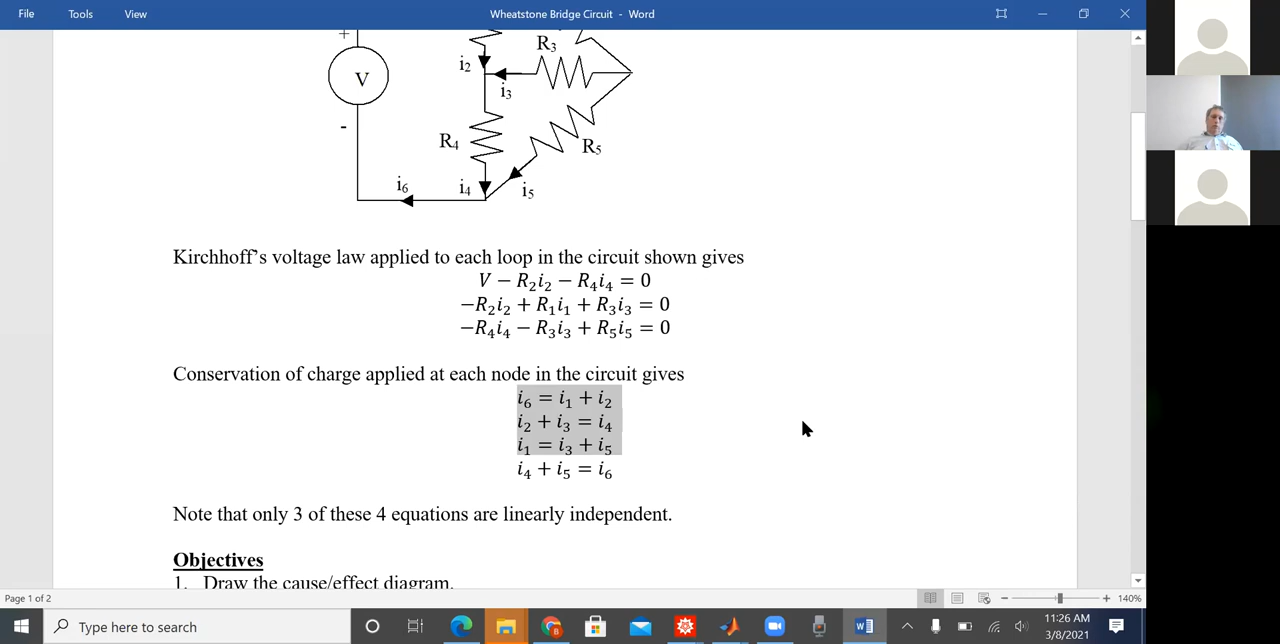 File Tools View Wheatstone Bridge Circuit - Word
+
R3
i2
i3
V
-
R4
R5
i6
i4
i5
Kirchhoff's voltage law applied to each loop in the circuit shown gives
V − R₂i₂ − R₄i₄ = 0
−R₂i₂ + R₁i₁ + R₃i₃ = 0
−R₄i₄ − R₃i₃ + R₅i₅ = 0
Conservation of charge applied at each node in the circuit gives
i₆ = i₁ + i₂
i₂ + i₃ = i₄
i₁ = i₃ + i₅
i₄ + i₅ = i₆
Note that only 3 of these 4 equations are linearly independent.
Objectives
1. Draw the cause/effect diagram.
Page 1 of 2
140%
Type here to search
11:26 AM
3/8/2021